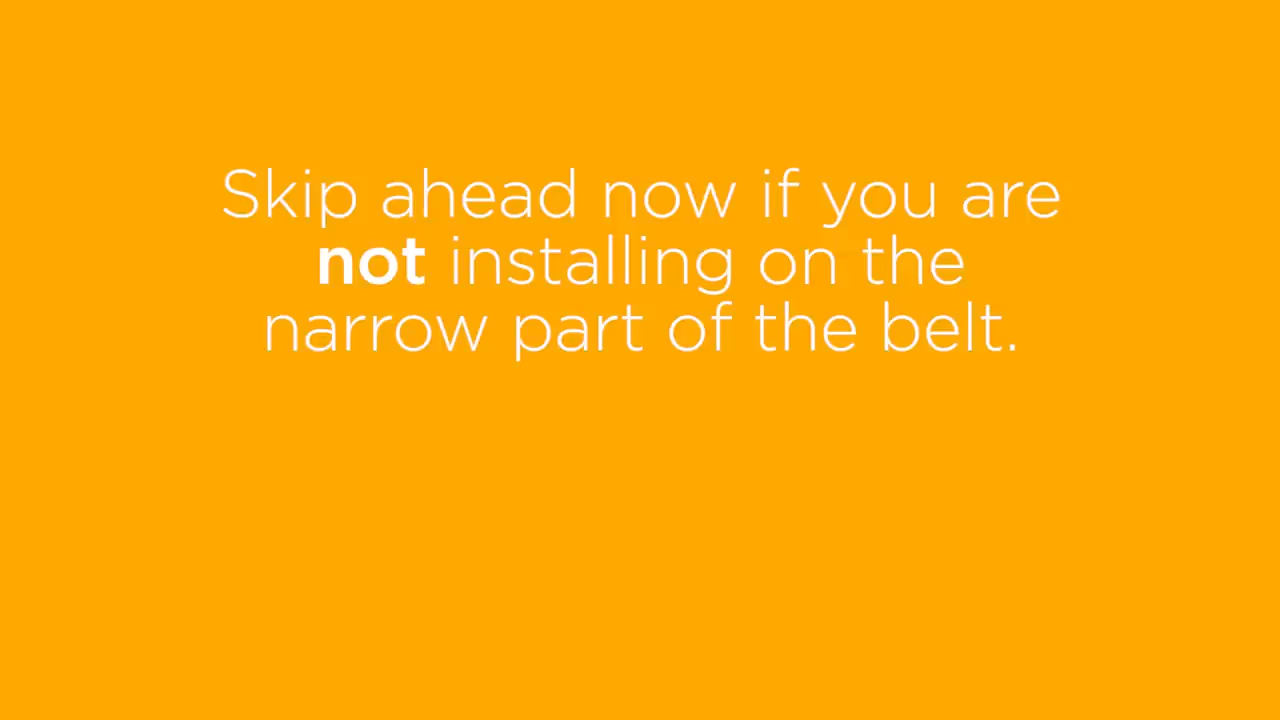 Skip ahead now if you are
not installing on the
narrow part of the belt.